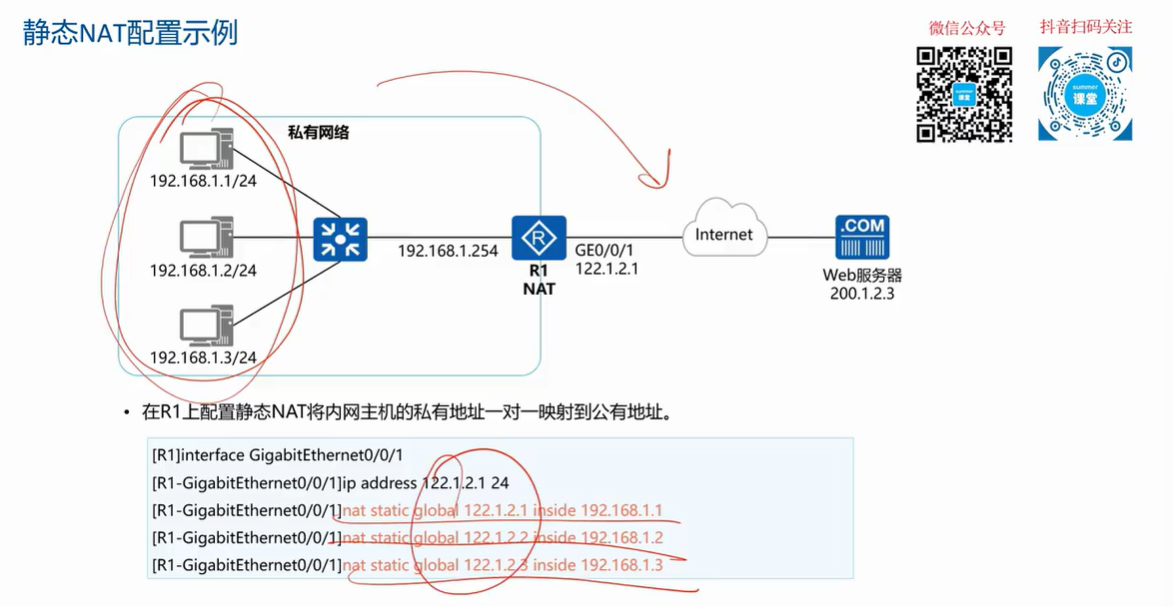 静态NAT配置示例
微信公众号
抖音扫码关注
summer
课堂
summer
课堂
私有网络
192.168.1.1/24
192.168.1.2/24
192.168.1.3/24
192.168.1.254
R
R1
NAT
GE0/0/1
122.1.2.1
Internet
.COM
Web服务器
200.1.2.3
• 在R1上配置静态NAT将内网主机的私有地址一对一映射到公有地址。
[R1]interface GigabitEthernet0/0/1
[R1-GigabitEthernet0/0/1]ip address 122.1.2.1 24
[R1-GigabitEthernet0/0/1]nat static global 122.1.2.1 inside 192.168.1.1
[R1-GigabitEthernet0/0/1]nat static global 122.1.2.2 inside 192.168.1.2
[R1-GigabitEthernet0/0/1]nat static global 122.1.2.3 inside 192.168.1.3